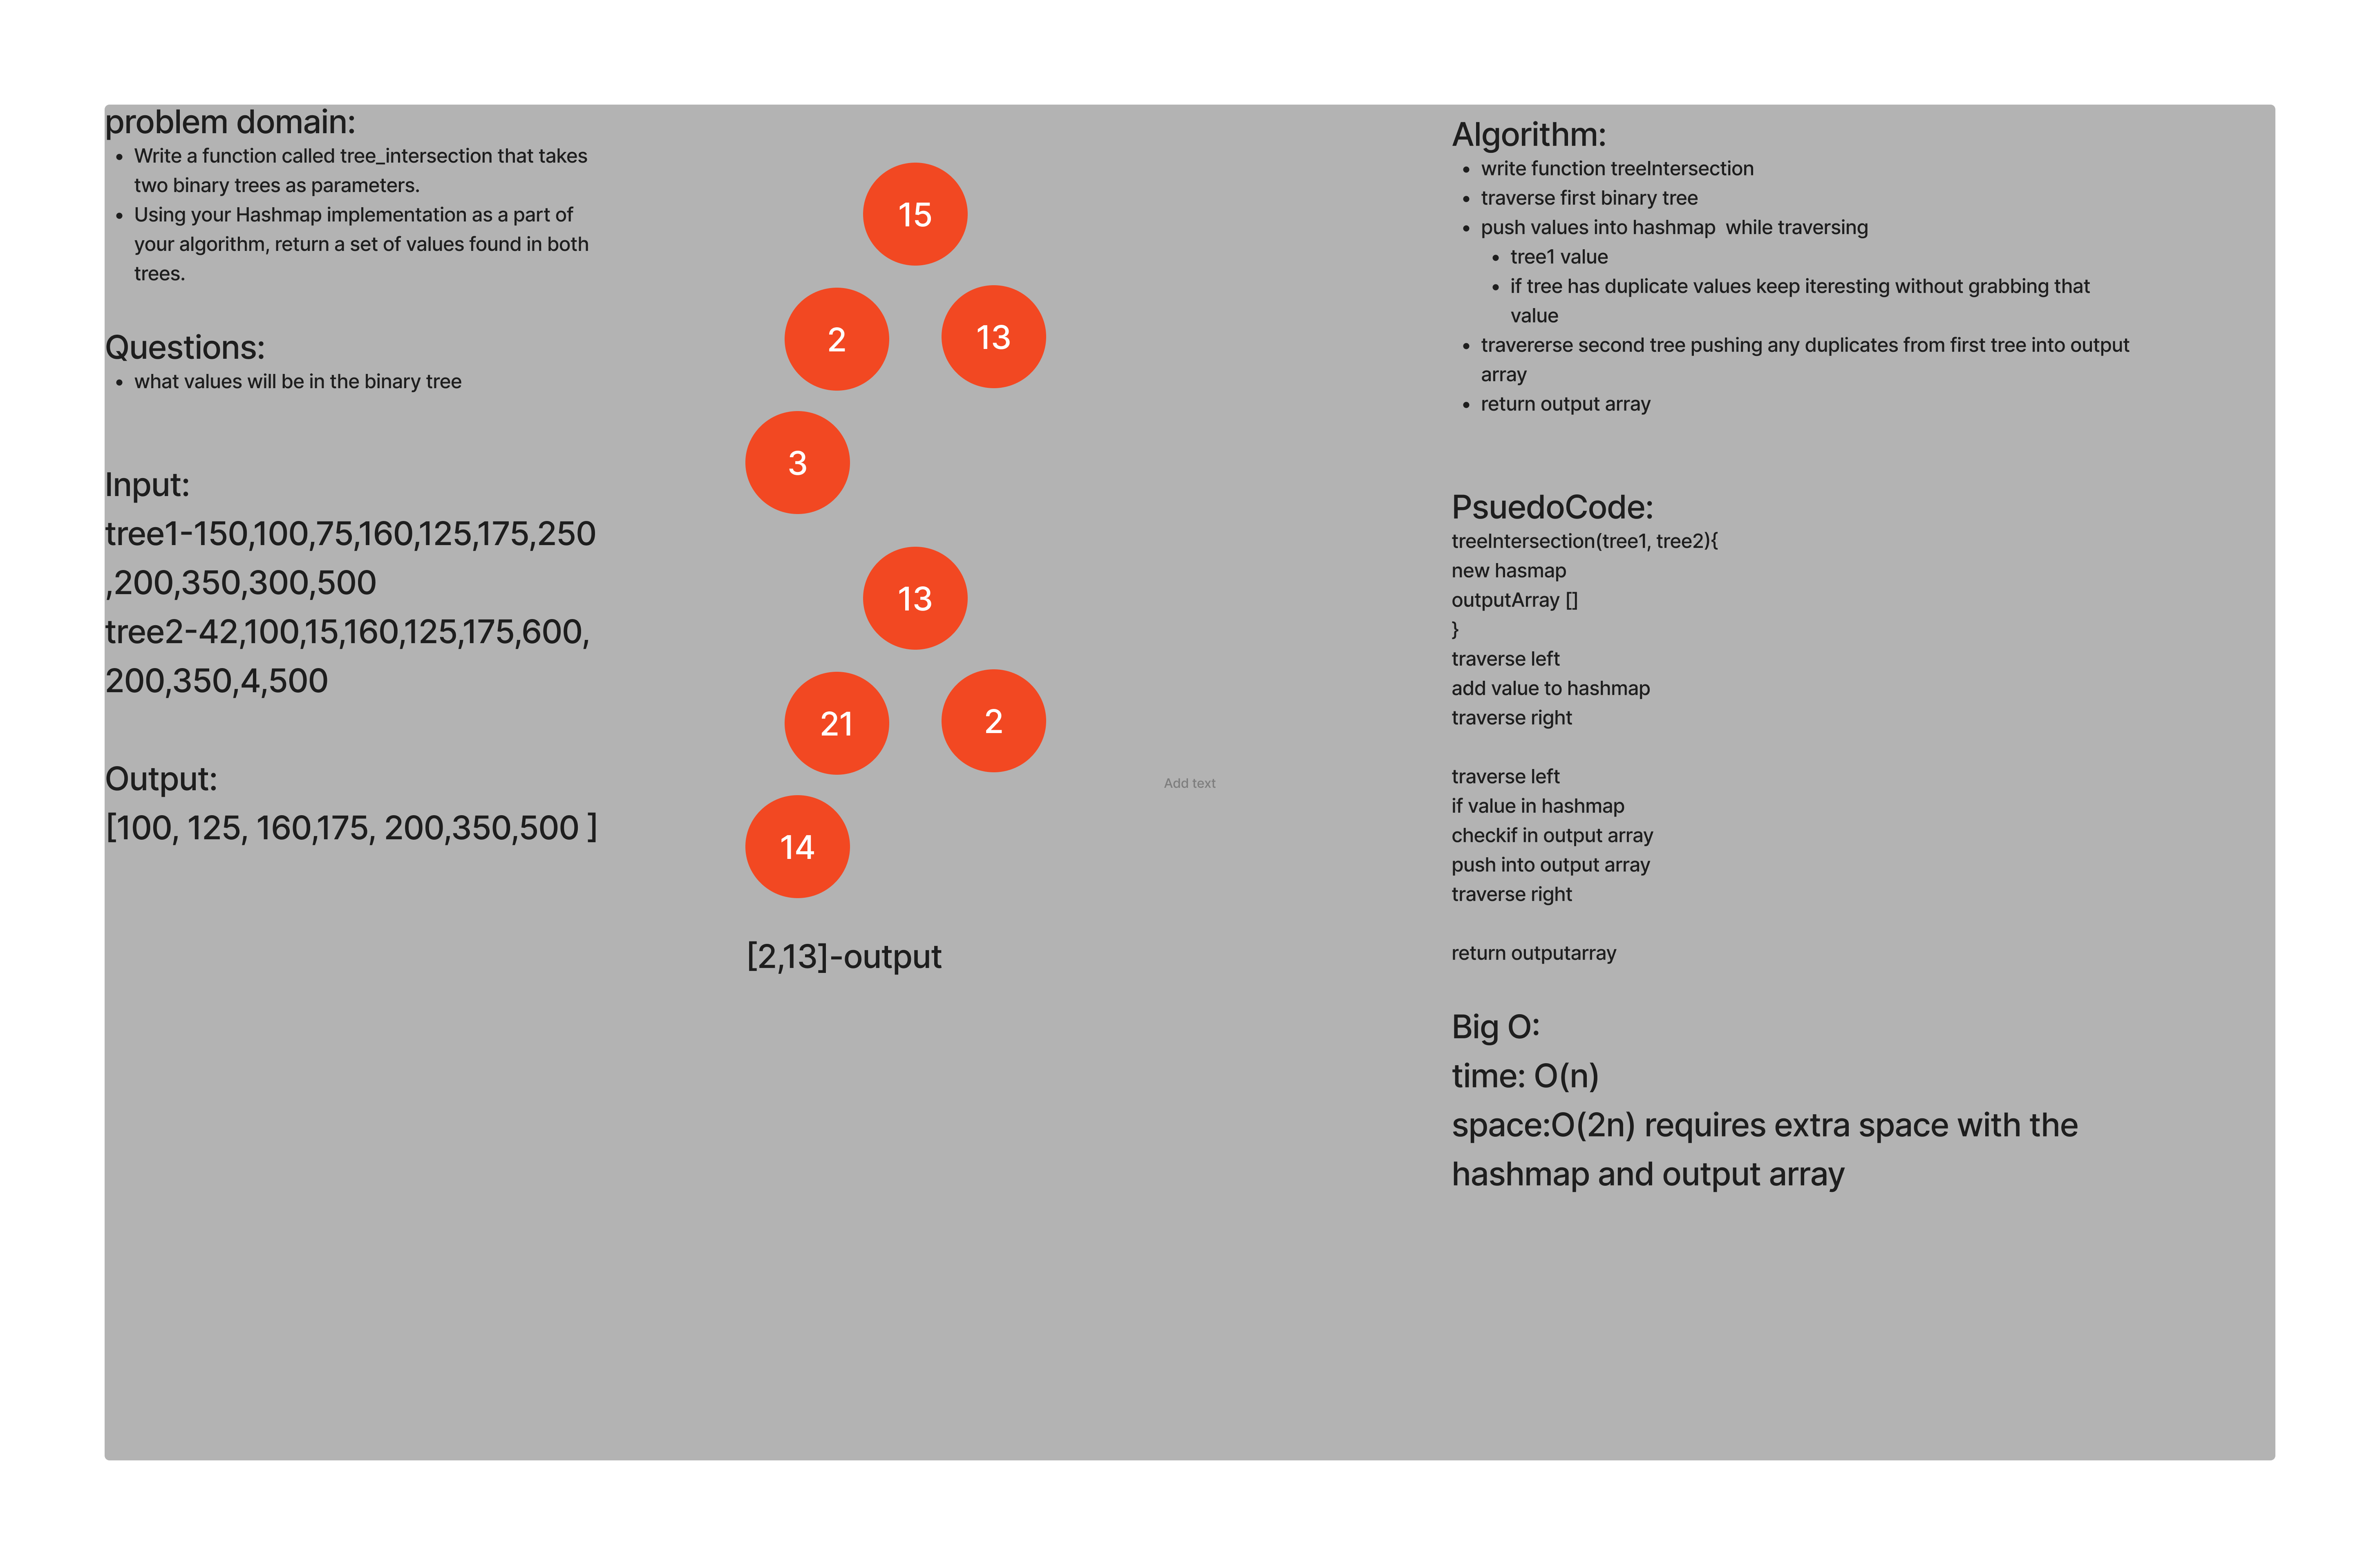 problem domain:
• Write a function called tree_intersection that takes
two binary trees as parameters.
• Using your Hashmap implementation as a part of
your algorithm, return a set of values found in both
trees.
Questions:
• what values will be in the binary tree
Input:
tree1-150,100,75,160,125,175,250
,200,350,300,500
tree2-42,100,15,160,125,175,600,
200,350,4,500
Output:
[100, 125, 160,175, 200,350,500 ]
15
2
13
3
13
21
2
14
[2,13]-output
Add text
Algorithm:
• write function treeIntersection
• traverse first binary tree
• push values into hashmap  while traversing
• tree1 value
• if tree has duplicate values keep iteresting without grabbing that
value
• travererse second tree pushing any duplicates from first tree into output
array
• return output array
PsuedoCode:
treeIntersection(tree1, tree2){
new hasmap
outputArray []
}
traverse left
add value to hashmap
traverse right
traverse left
if value in hashmap
checkif in output array
push into output array
traverse right
return outputarray
Big O:
time: O(n)
space:O(2n) requires extra space with the
hashmap and output array